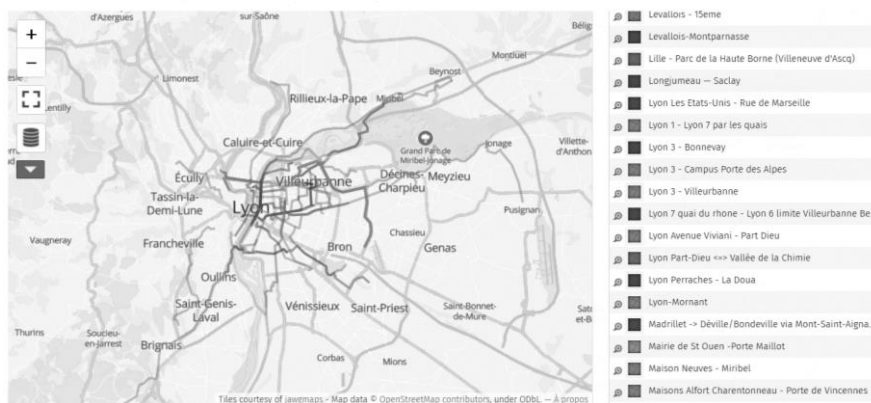 d'Azergues
sur-Saône
Bélig
+
−
Montluel
Limonest
Beynost
Lentilly
Rillieux-la-Pape
Miribel
Caluire-et-Cuire
Grand Parc de
Miribel-Jonage
Jonage
Villette-
d'Anthon
Écully
Villeurbanne
Décines-
Charpieu
Meyzieu
Tassin-la-
Demi-Lune
Lyon
Pusignan
Vaugneray
Francheville
Chassieu
Bron
Genas
Oullins
Saint-Genis-
Laval
Vénissieux
Saint-Priest
Saint-Bonnet-
de-Mure
Thurins
Soucieu-
en-Jarrest
Brignais
Corbas
Mions
Tiles courtesy of jawgmaps - Map data © OpenStreetMap contributors, under ODbL. — À propos
Levallois - 15eme
Levallois-Montparnasse
Lille - Parc de la Haute Borne (Villeneuve d'Ascq)
Longjumeau — Saclay
Lyon Les Etats-Unis - Rue de Marseille
Lyon 1 - Lyon 7 par les quais
Lyon 3 - Bonnevay
Lyon 3 - Campus Porte des Alpes
Lyon 3 - Villeurbanne
Lyon 7 quai du rhone - Lyon 6 limite Villeurbanne Be
Lyon Avenue Viviani - Part Dieu
Lyon Part-Dieu <=> Vallée de la Chimie
Lyon Perraches - La Doua
Lyon-Mornant
Madrillet -> Déville/Bondeville via Mont-Saint-Aigna.
Mairie de St Ouen -Porte Maillot
Maison Neuves - Miribel
Maisons Alfort Charentonneau - Porte de Vincennes